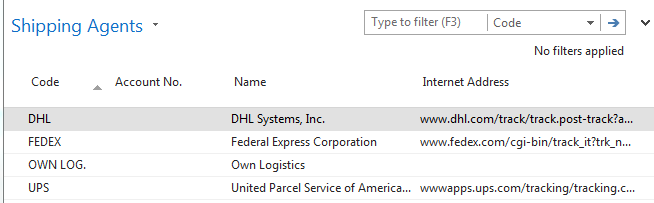 Shipping Agents
Type to filter (F3) Code
No filters applied
Code Account No. Name Internet Address
DHL DHL Systems, Inc. www.dhl.com/track/track.post-track?a...
FEDEX Federal Express Corporation www.fedex.com/cgi-bin/track_it?trk_n...
OWN LOG. Own Logistics
UPS United Parcel Service of America... wwwapps.ups.com/tracking/tracking.c...